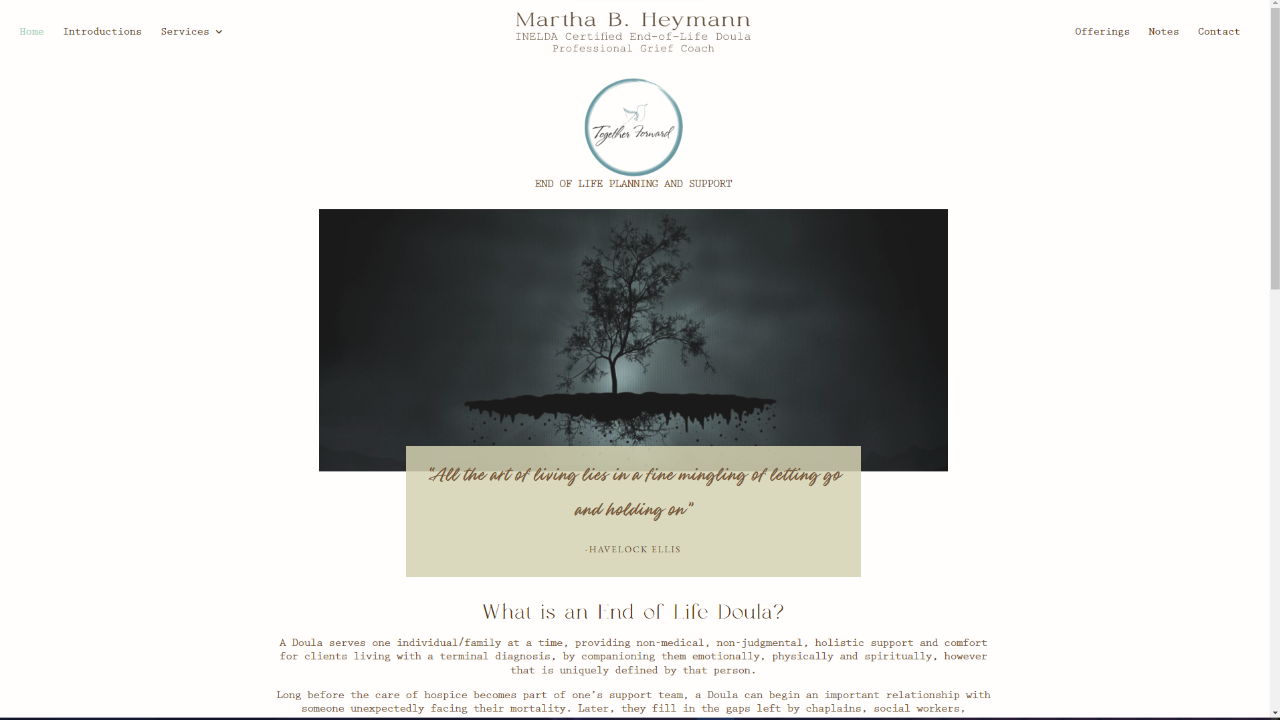 Home Introductions Services
Martha B. Heymann
INELDA Certified End-of-Life Doula
Professional Grief Coach
Offerings Notes Contact
Together Forward
END OF LIFE PLANNING AND SUPPORT
"All the art of living lies in a fine mingling of letting go
and holding on"
-HAVELOCK ELLIS
What is an End of Life Doula?
A Doula serves one individual/family at a time, providing non-medical, non-judgmental, holistic support and comfort
for clients living with a terminal diagnosis, by companioning them emotionally, physically and spiritually, however
that is uniquely defined by that person.
Long before the care of hospice becomes part of one's support team, a Doula can begin an important relationship with
someone unexpectedly facing their mortality. Later, they fill in the gaps left by chaplains, social workers,